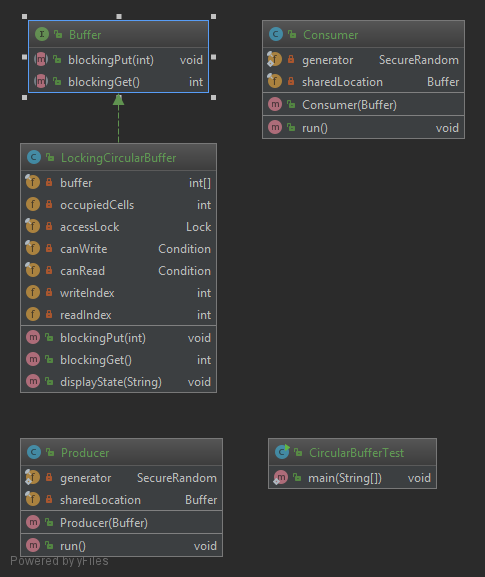 Buffer
blockingPut(int) void
blockingGet() int
Consumer
generator SecureRandom
sharedLocation Buffer
Consumer(Buffer)
run() void
LockingCircularBuffer
buffer int[]
occupiedCells int
accessLock Lock
canWrite Condition
canRead Condition
writeIndex int
readIndex int
blockingPut(int) void
blockingGet() int
displayState(String) void
Producer
generator SecureRandom
sharedLocation Buffer
Producer(Buffer)
run() void
CircularBufferTest
main(String[]) void
Powered by yFiles